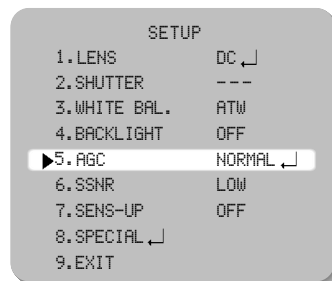 SETUP
1.LENS DC↵
2.SHUTTER ---
3.WHITE BAL. ATW
4.BACKLIGHT OFF
▶5.AGC NORMAL ↵
6.SSNR LOW
7.SENS-UP OFF
8.SPECIAL↵
9.EXIT